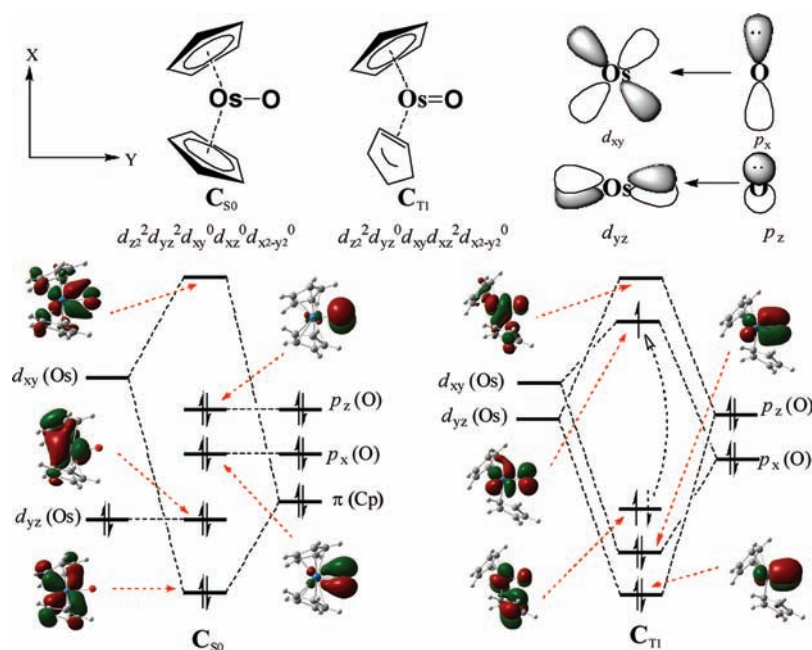 X
Y
Os–O
C_S0
Os=O
C_T1
Os
O
d_xy
p_x
Os
O
d_yz
p_z
d_z2^2 d_yz^2 d_xy^0 d_xz^0 d_x2-y2^0
d_z2^2 d_yz^0 d_xy d_xz^2 d_x2-y2^0
d_xy (Os)
p_z (O)
p_x (O)
π (Cp)
d_yz (Os)
C_S0
d_xy (Os)
d_yz (Os)
p_z (O)
p_x (O)
C_T1